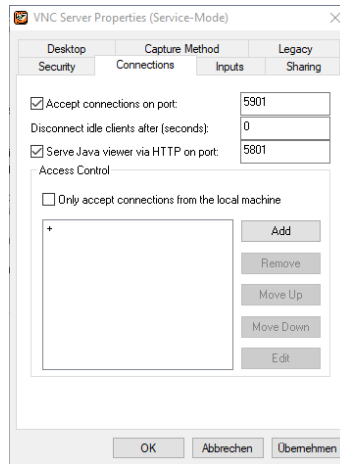 VNC Server Properties (Service-Mode)
Desktop Capture Method Legacy
Security Connections Inputs Sharing
Accept connections on port: 5901
Disconnect idle clients after (seconds): 0
Serve Java viewer via HTTP on port: 5801
Access Control
Only accept connections from the local machine
+
Add
Remove
Move Up
Move Down
Edit
OK Abbrechen Übernehmen